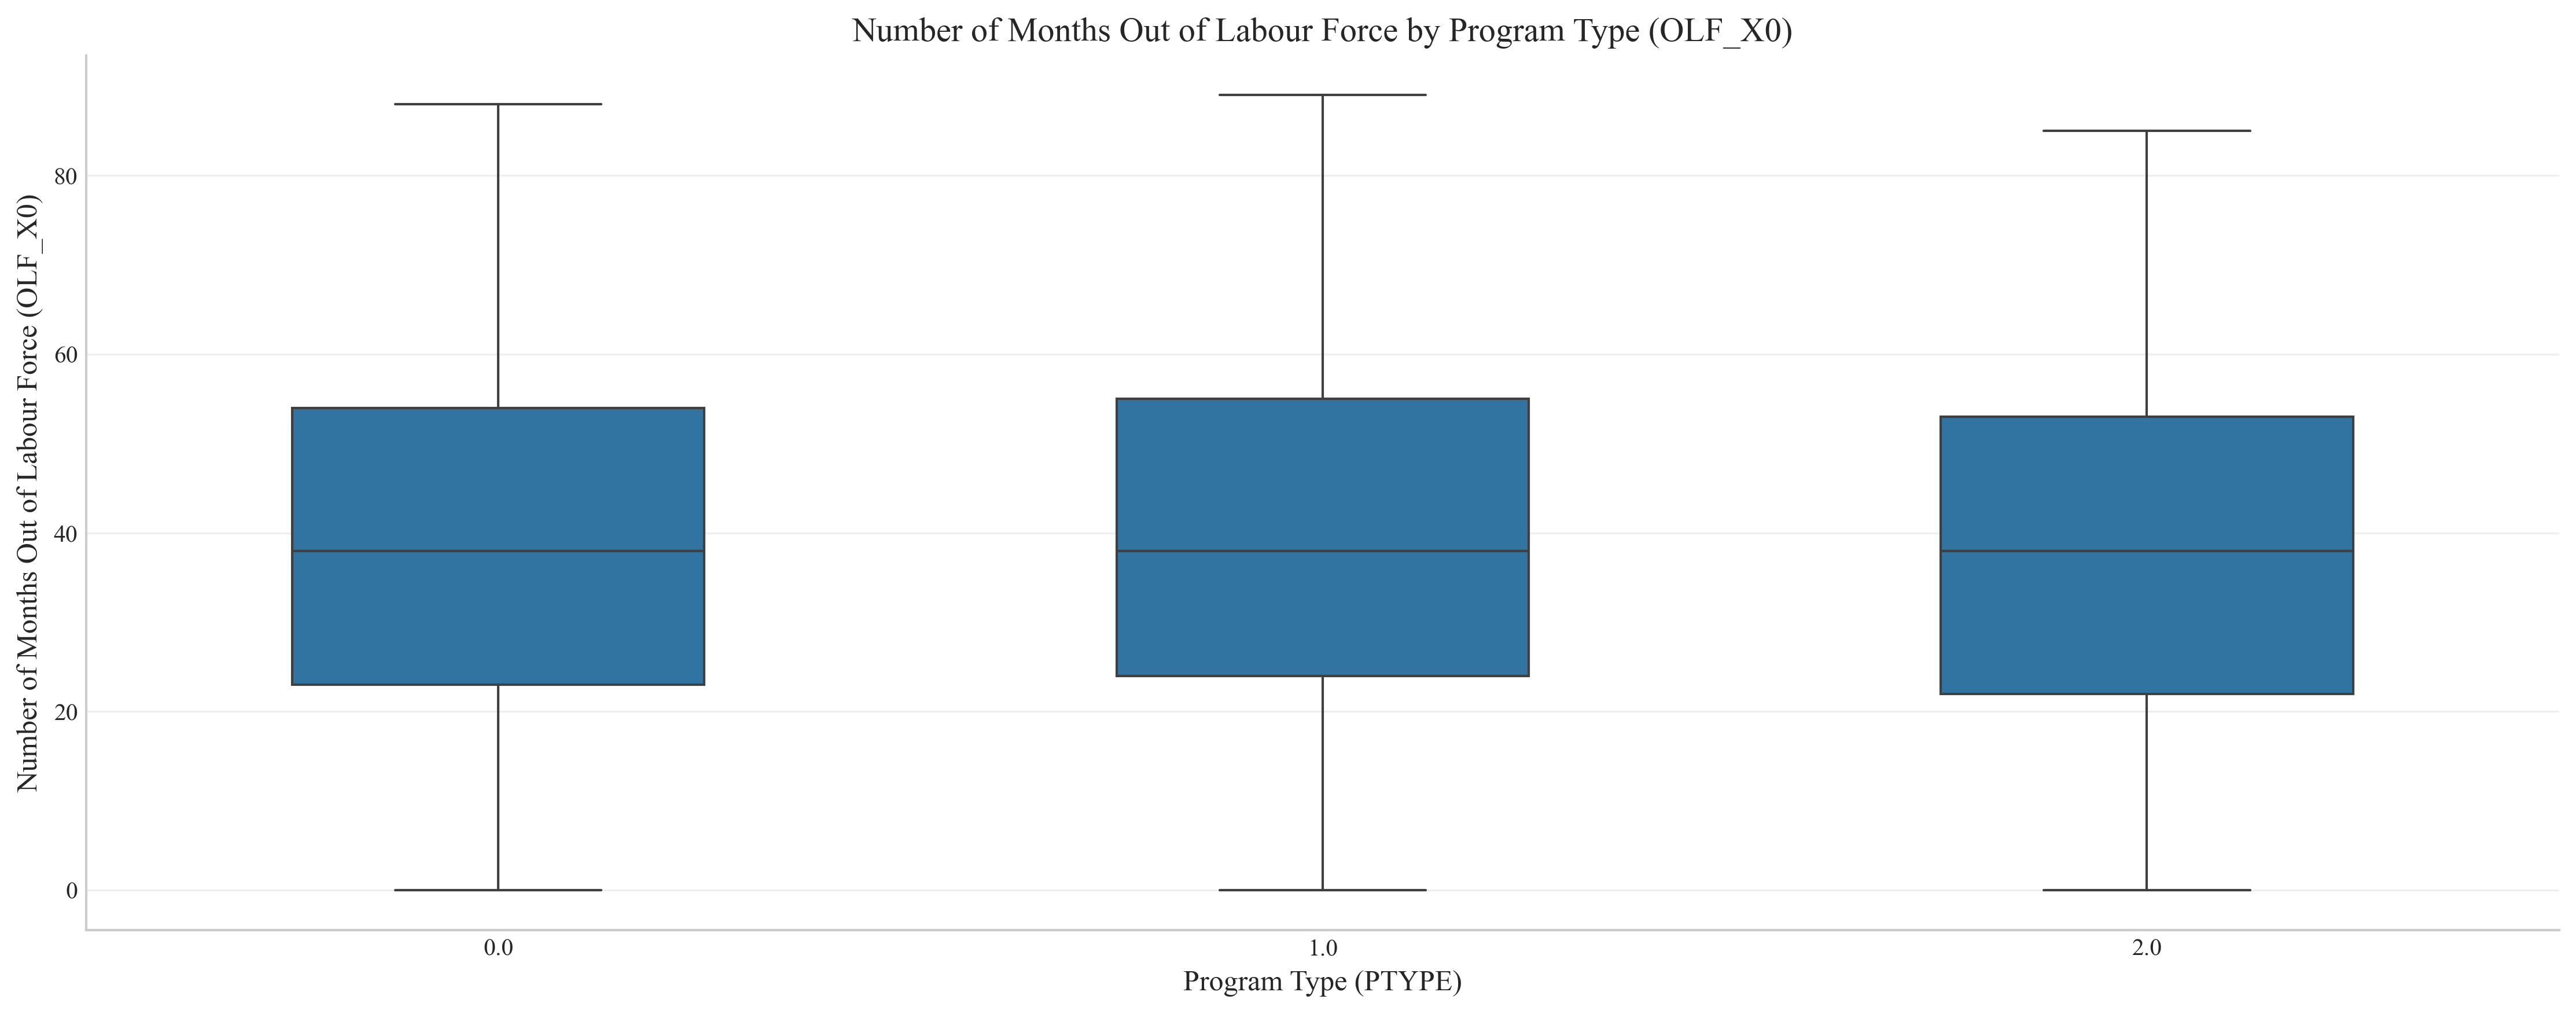 Number of Months Out of Labour Force by Program Type (OLF_X0)
Number of Months Out of Labour Force (OLF_X0)
80
60
40
20
0
0.0 1.0 2.0
Program Type (PTYPE)